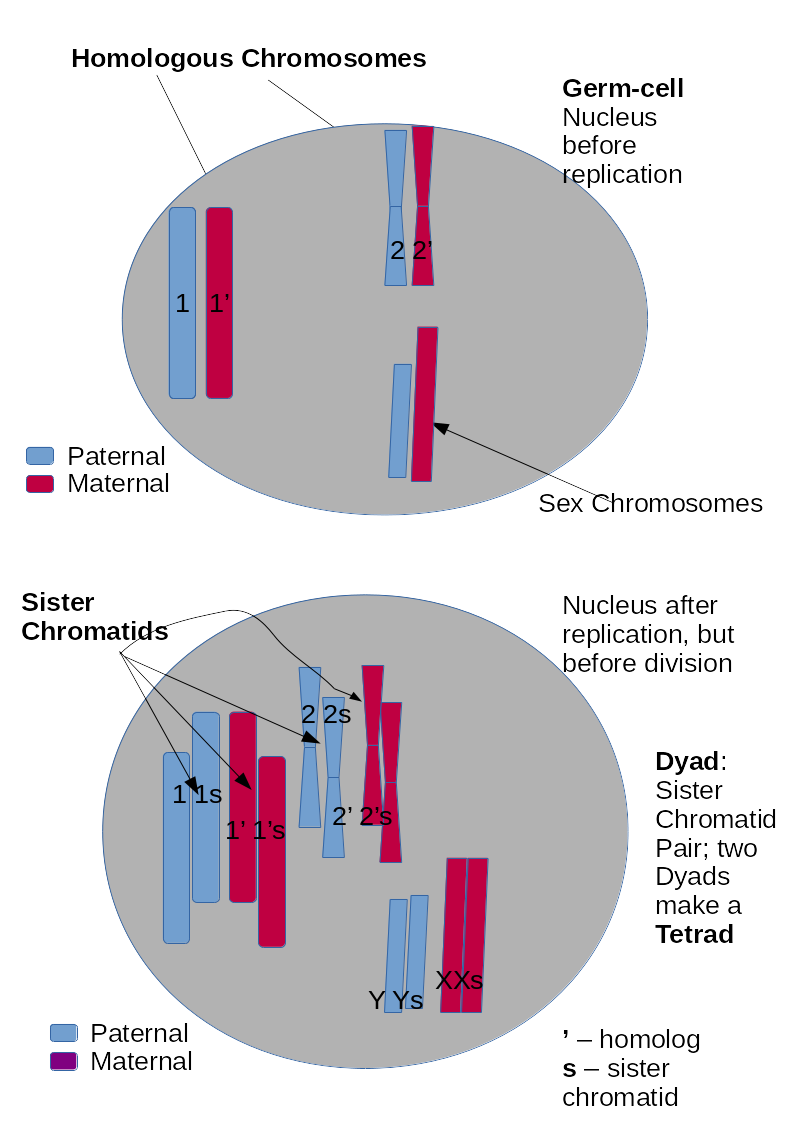 Homologous Chromosomes
Germ-cell
Nucleus
before
replication
2 2’
1 1’
Paternal
Maternal
Sex Chromosomes
Sister
Chromatids
Nucleus after
replication, but
before division
2 2s
1 1s
2’ 2’s
1’ 1’s
Dyad:
Sister
Chromatid
Pair; two
Dyads
make a
Tetrad
XXs
Y Ys
Paternal
Maternal
’ – homolog
s – sister
chromatid